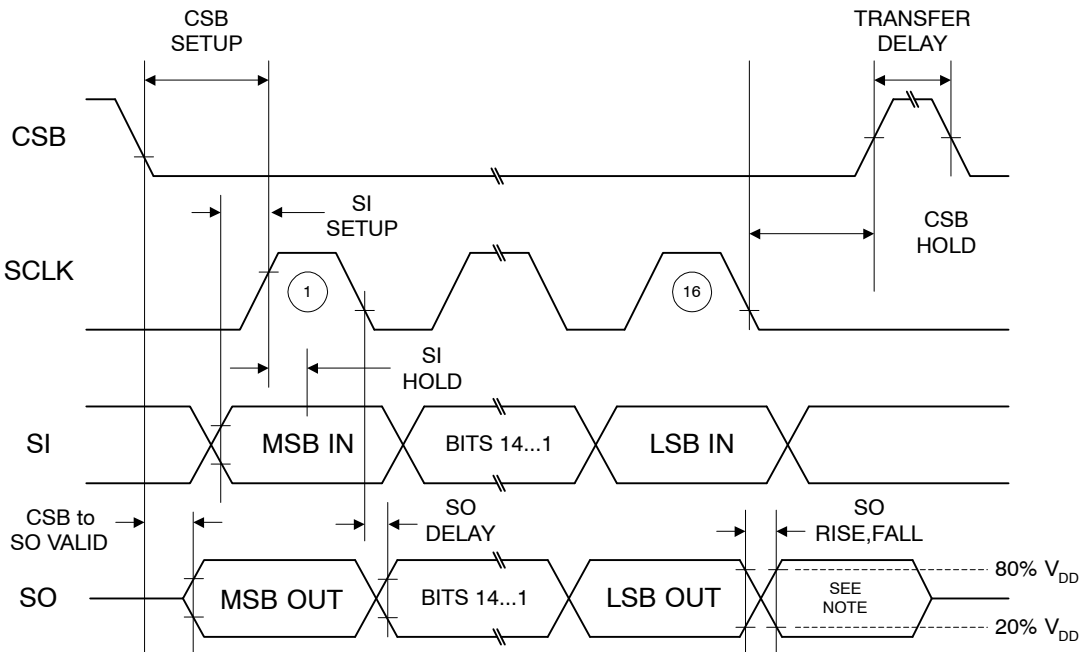 CSB
SETUP
TRANSFER
DELAY
CSB
SI
SETUP
CSB
HOLD
SCLK
1
16
SI
HOLD
SI
MSB IN
BITS 14...1
LSB IN
CSB to
SO VALID
SO
DELAY
SO
RISE,FALL
SO
MSB OUT
BITS 14...1
LSB OUT
SEE
NOTE
80% VDD
20% VDD